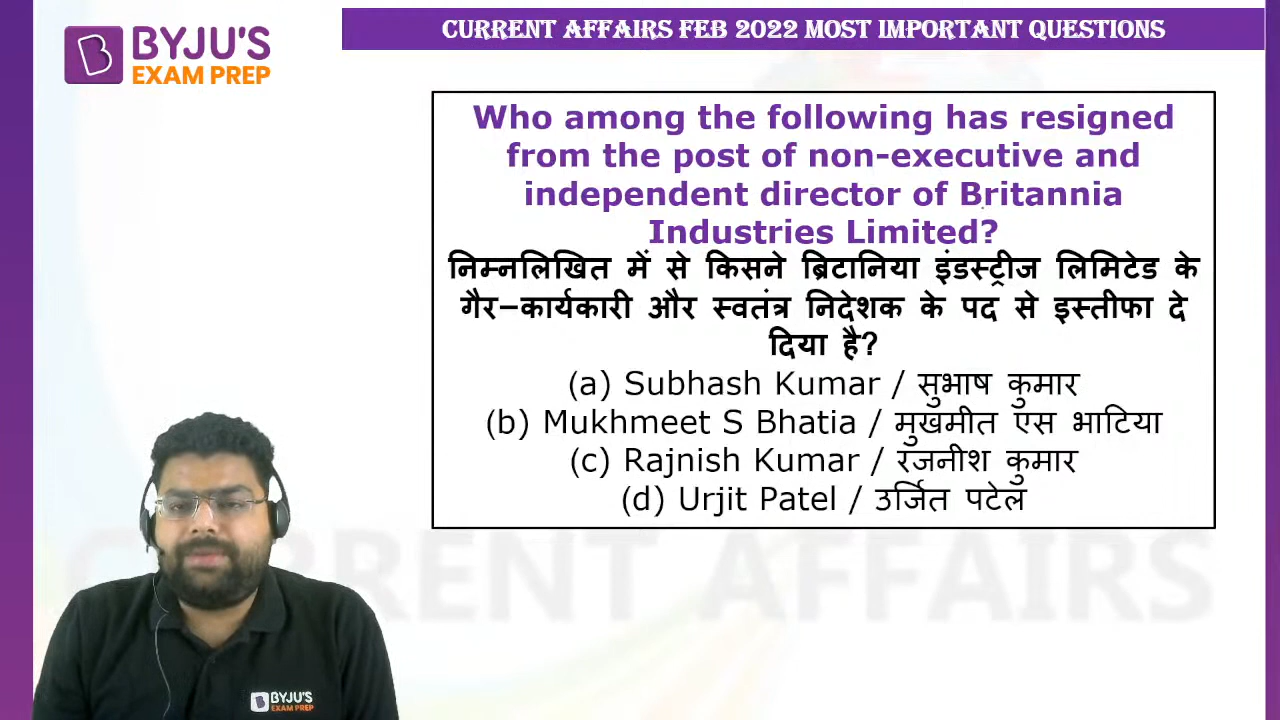 BYJU'S
EXAM PREP
CURRENT AFFAIRS FEB 2022 MOST IMPORTANT QUESTIONS
Who among the following has resigned
from the post of non-executive and
independent director of Britannia
Industries Limited?
निम्नलिखित में से किसने ब्रिटानिया इंडस्ट्रीज लिमिटेड के
गैर–कार्यकारी और स्वतंत्र निदेशक के पद से इस्तीफा दे
दिया है?
(a) Subhash Kumar / सुभाष कुमार
(b) Mukhmeet S Bhatia / मुखमीत एस भाटिया
(c) Rajnish Kumar / रजनीश कुमार
(d) Urjit Patel / उर्जित पटेल
CURRENT AFFAIRS
BYJU'S
EXAM PREP